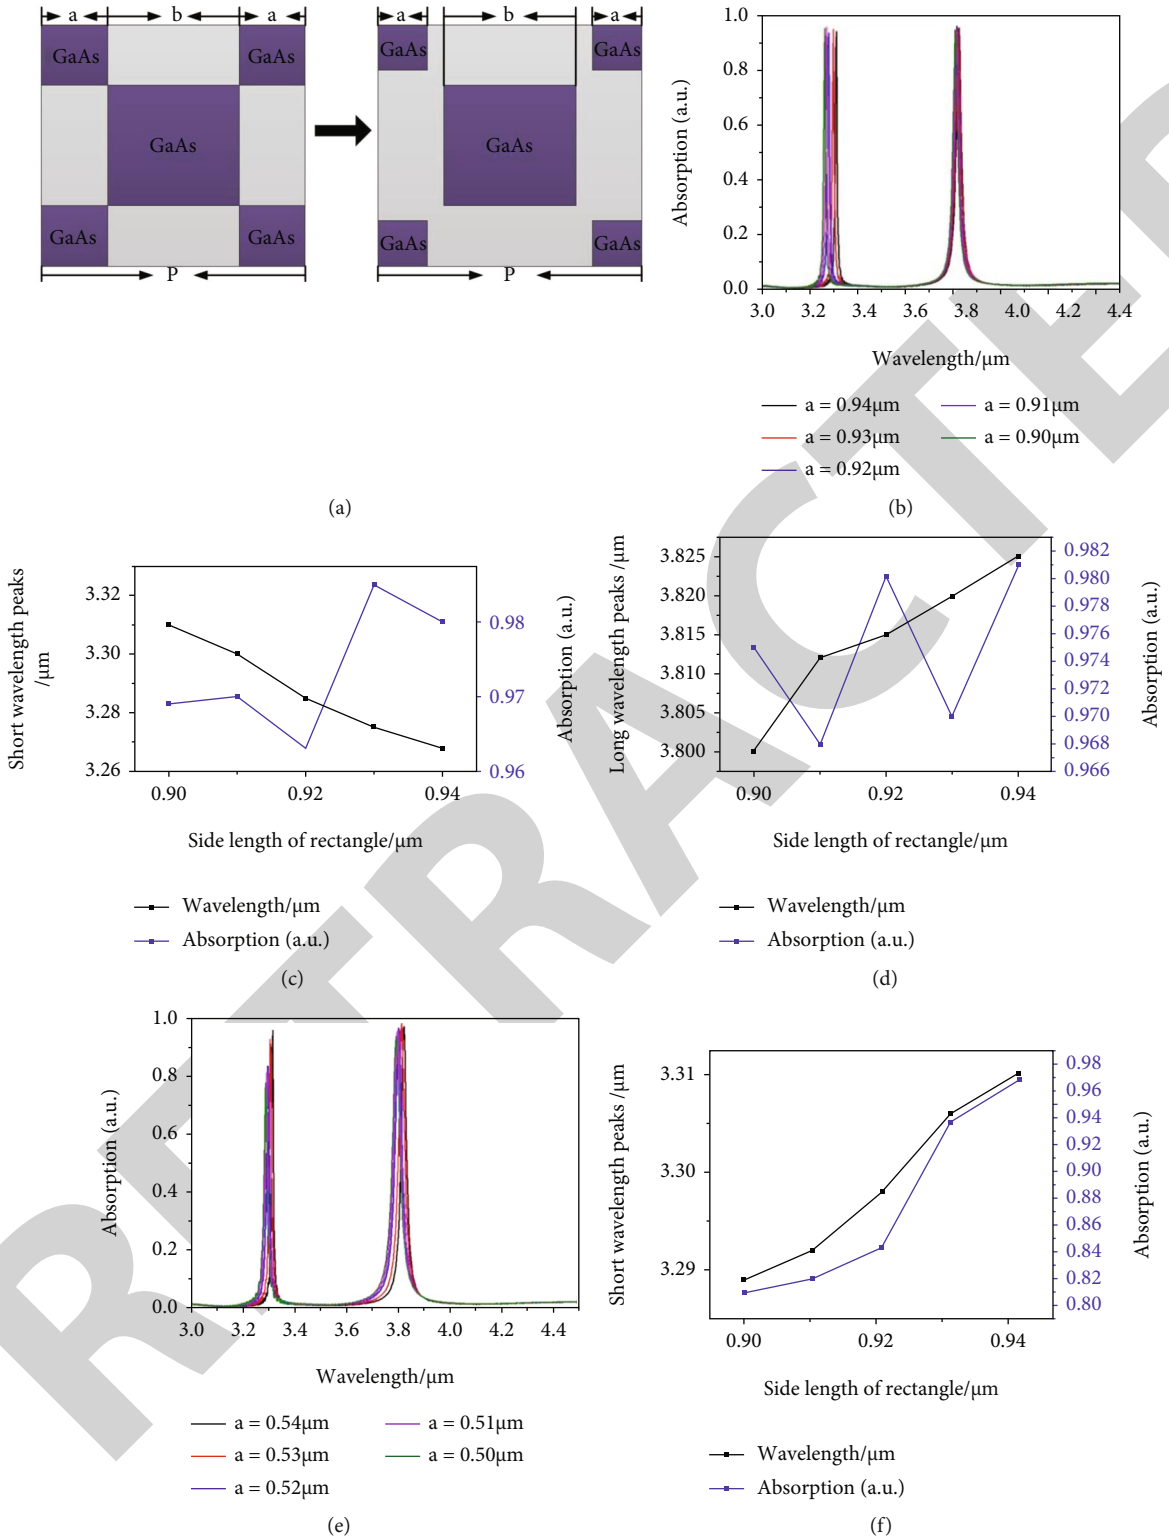 a b a a b a
GaAs GaAs GaAs GaAs
GaAs GaAs
GaAs GaAs GaAs GaAs
P P
(a)
Absorption (a.u.)
1.0
0.8
0.6
0.4
0.2
0.0
3.0 3.2 3.4 3.6 3.8 4.0 4.2 4.4
Wavelength/μm
a = 0.94μm a = 0.91μm
a = 0.93μm a = 0.90μm
a = 0.92μm
(b)
Short wavelength peaks
/μm
3.32
3.30
3.28
3.26
0.98
0.97
0.96
Absorption (a.u.)
0.90 0.92 0.94
Side length of rectangle/μm
Wavelength/μm
Absorption (a.u.)
(c)
Long wavelength peaks /μm
3.825
3.820
3.815
3.810
3.805
3.800
0.982
0.980
0.978
0.976
0.974
0.972
0.970
0.968
0.966
Absorption (a.u.)
0.90 0.92 0.94
Side length of rectangle/μm
Wavelength/μm
Absorption (a.u.)
(d)
Absorption (a.u.)
1.0
0.8
0.6
0.4
0.2
0.0
3.0 3.2 3.4 3.6 3.8 4.0 4.4
Wavelength/μm
a = 0.54μm a = 0.51μm
a = 0.53μm a = 0.50μm
a = 0.52μm
(e)
Short wavelength peaks /μm
3.31
3.30
3.29
0.98
0.96
0.94
0.92
0.90
0.88
0.86
0.84
0.82
0.80
Absorption (a.u.)
0.90 0.92 0.94
Side length of rectangle/μm
Wavelength/μm
Absorption (a.u.)
(f)
RETRACTE